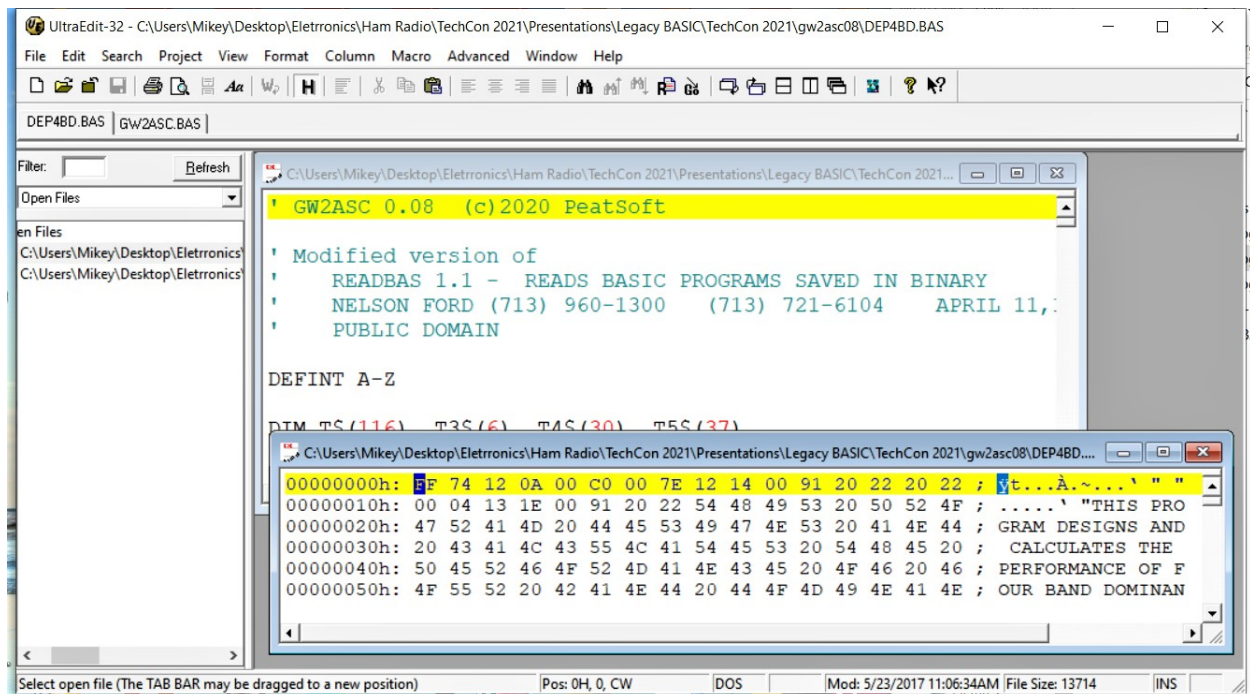 UltraEdit-32 - C:\Users\Mikey\Desktop\Eletrronics\Ham Radio\TechCon 2021\Presentations\Legacy BASIC\TechCon 2021\gw2asc08\DEP4BD.BAS
File Edit Search Project View Format Column Macro Advanced Window Help
DEP4BD.BAS GW2ASC.BAS
Filter: Refresh
Open Files
en Files
C:\Users\Mikey\Desktop\Eletrronics\
C:\Users\Mikey\Desktop\Eletrronics\
C:\Users\Mikey\Desktop\Eletrronics\Ham Radio\TechCon 2021\Presentations\Legacy BASIC\TechCon 2021...
' GW2ASC 0.08 (c)2020 PeatSoft
' Modified version of
' READBAS 1.1 - READS BASIC PROGRAMS SAVED IN BINARY
' NELSON FORD (713) 960-1300 (713) 721-6104 APRIL 11,
' PUBLIC DOMAIN
DEFINT A-Z
DIM T$(116) T3$(6) T4$(30) T5$(37)
C:\Users\Mikey\Desktop\Eletrronics\Ham Radio\TechCon 2021\Presentations\Legacy BASIC\TechCon 2021\gw2asc08\DEP4BD....
00000000h: FF 74 12 0A 00 C0 00 7E 12 14 00 91 20 22 20 22 ; ÿt...À.~...‘ " "
00000010h: 00 04 13 1E 00 91 20 22 54 48 49 53 20 50 52 4F ; .....‘ "THIS PRO
00000020h: 47 52 41 4D 20 44 45 53 49 47 4E 53 20 41 4E 44 ; GRAM DESIGNS AND
00000030h: 20 43 41 4C 43 55 4C 41 54 45 53 20 54 48 45 20 ; CALCULATES THE
00000040h: 50 45 52 46 4F 52 4D 41 4E 43 45 20 4F 46 20 46 ; PERFORMANCE OF F
00000050h: 4F 55 52 20 42 41 4E 44 20 44 4F 4D 49 4E 41 4E ; OUR BAND DOMINAN
Select open file (The TAB BAR may be dragged to a new position) Pos: 0H, 0, CW DOS Mod: 5/23/2017 11:06:34AM File Size: 13714 INS